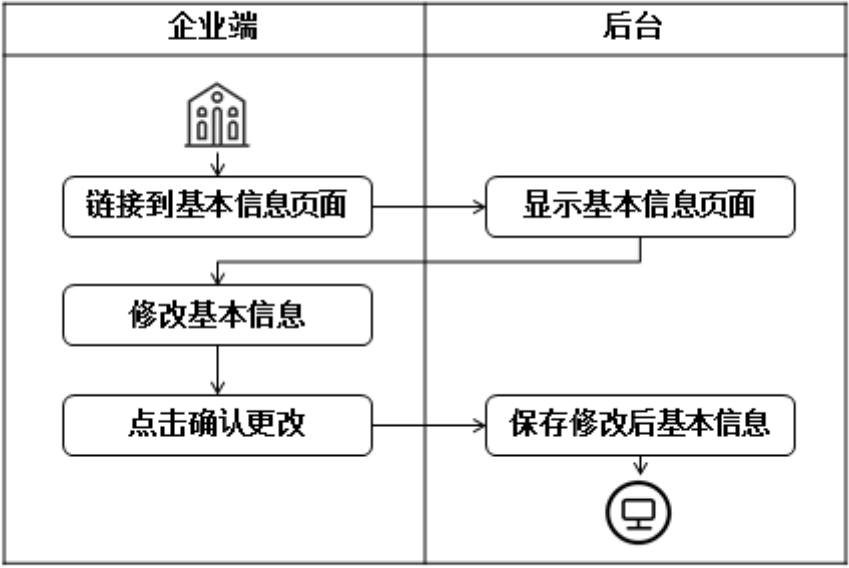 企业端
后台
链接到基本信息页面
显示基本信息页面
修改基本信息
点击确认更改
保存修改后基本信息